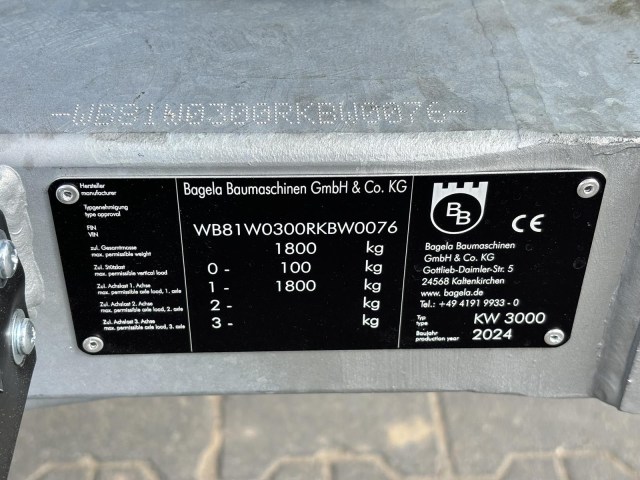 -WB81W0300RKBW0076-
Hersteller
manufacturer
Bagela Baumaschinen GmbH & Co. KG
Typgenehmigung
type approval
FIN
VIN
WB81W0300RKBW0076
zul. Gesamtmasse
max. permissible weight
1800 kg
Zul. Stützlast
max. permissible vertical load
0 - 100 kg
Zul. Achslast 1. Achse
max. permissible axle load, 1. axle
1 - 1800 kg
Zul. Achslast 2. Achse
max. permissible axle load, 2. axle
2 - kg
Zul. Achslast 3. Achse
max. permissible axle load, 3. axle
3 - kg
BB
CE
Bagela Baumaschinen
GmbH & Co. KG
Gottlieb-Daimler-Str. 5
24568 Kaltenkirchen
www.bagela.de
Tel.: +49 4191 9933 - 0
Typ
type
KW 3000
Baujahr
production year
2024